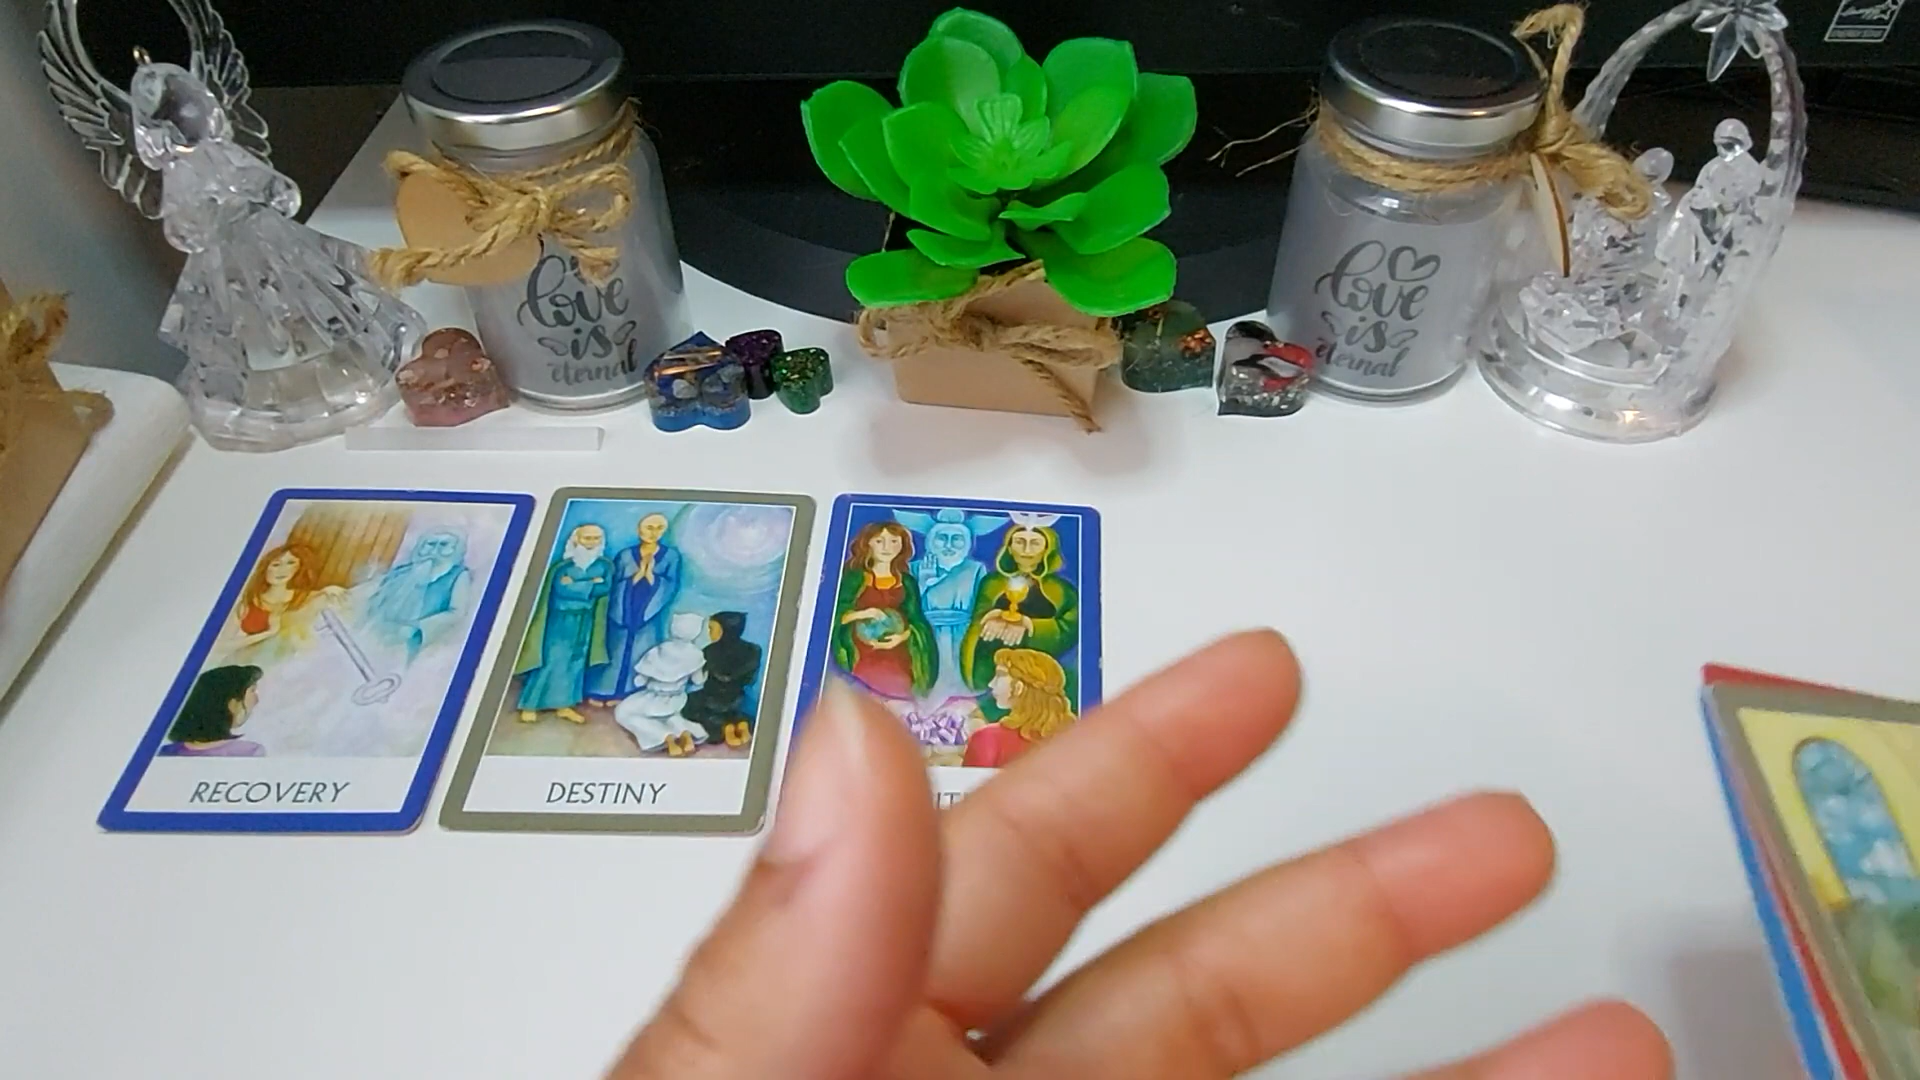 love
is
eternal
love
is
eternal
RECOVERY
DESTINY